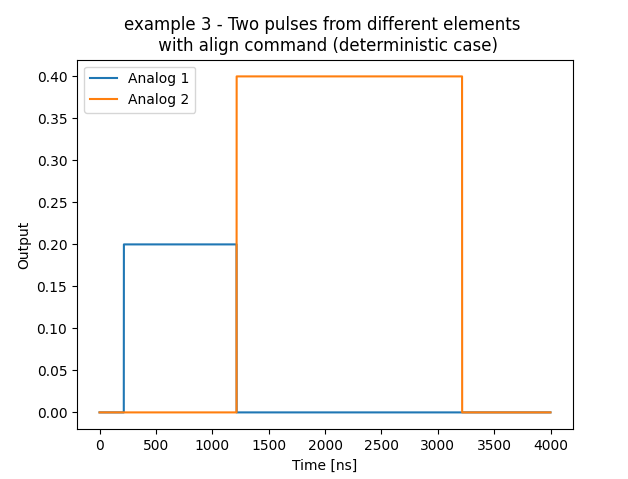 example 3 - Two pulses from different elements
with align command (deterministic case)
Analog 1
Analog 2
Output
0.40
0.35
0.30
0.25
0.20
0.15
0.10
0.05
0.00
0 500 1000 1500 2000 2500 3000 3500 4000
Time [ns]